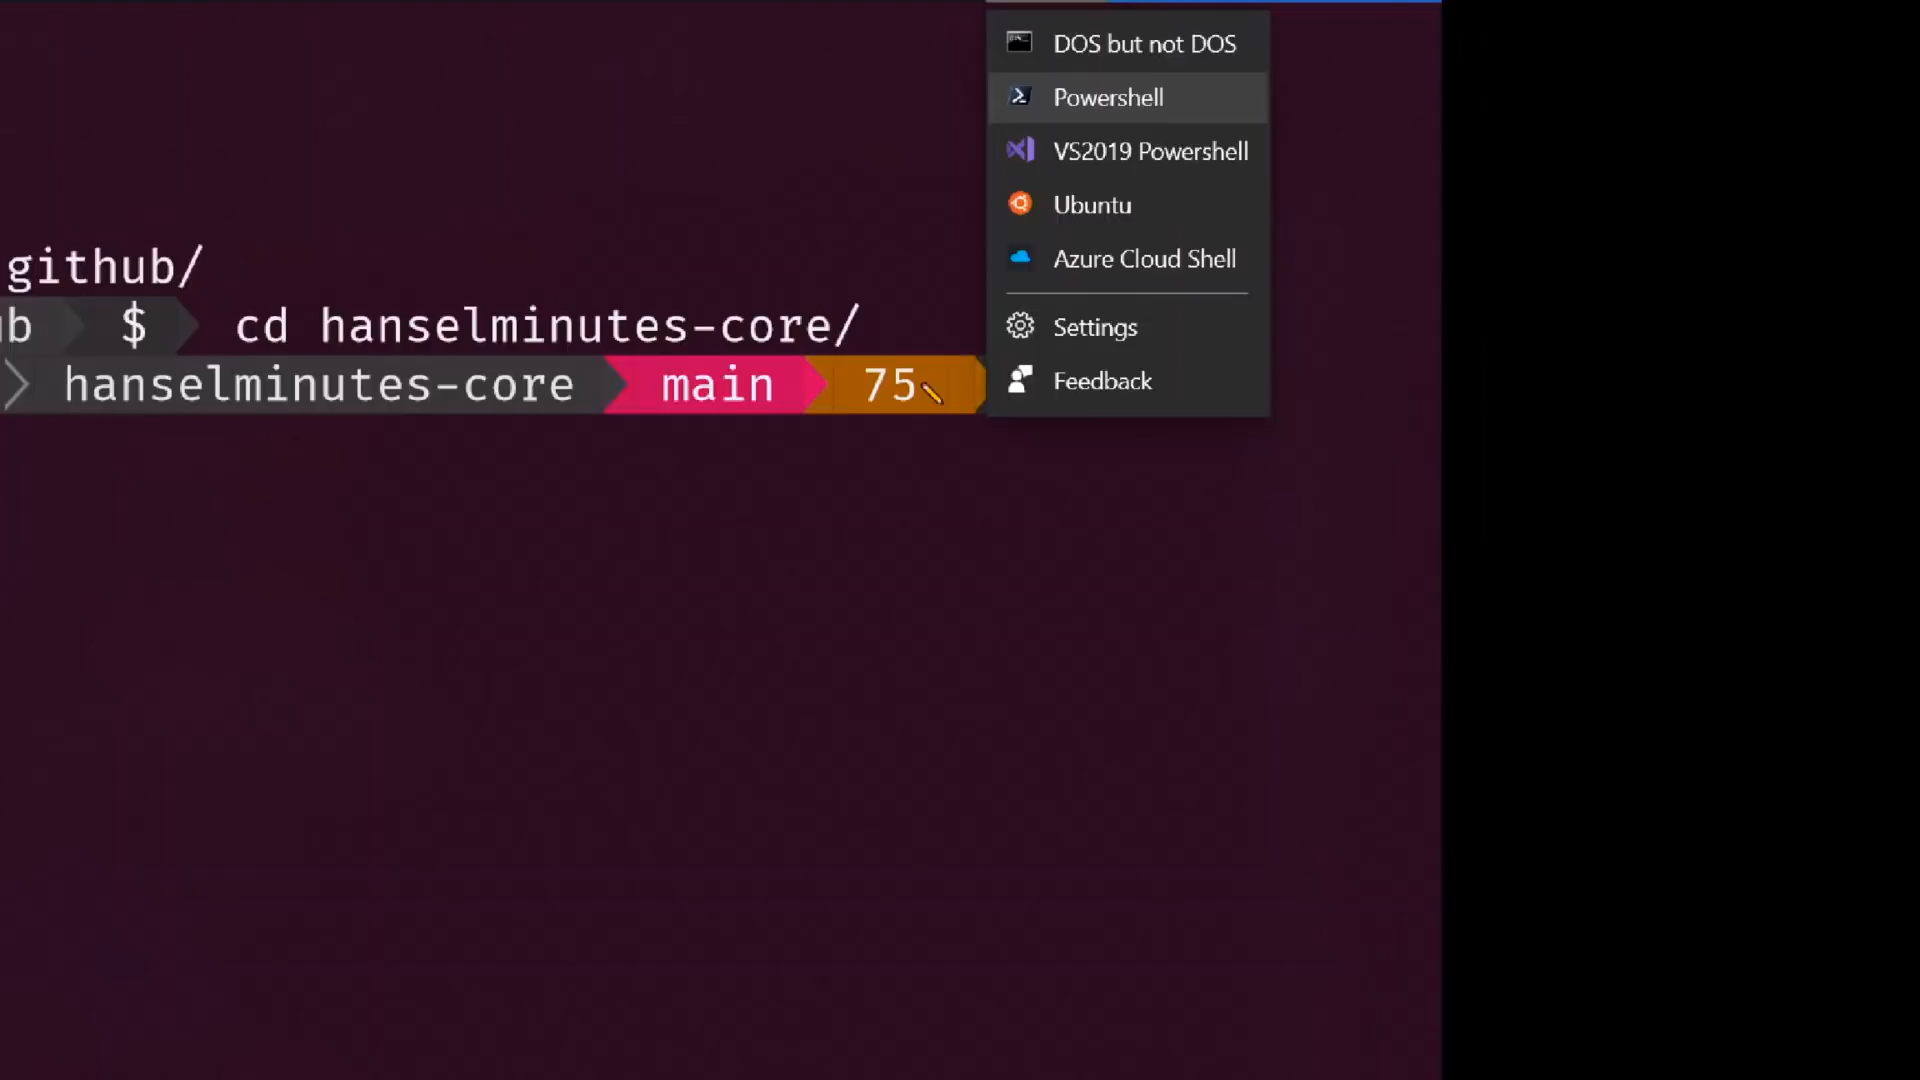 DOS but not DOS
Powershell
VS2019 Powershell
Ubuntu
Azure Cloud Shell
Settings
Feedback
github/
$ cd hanselminutes-core/
hanselminutes-core main 75